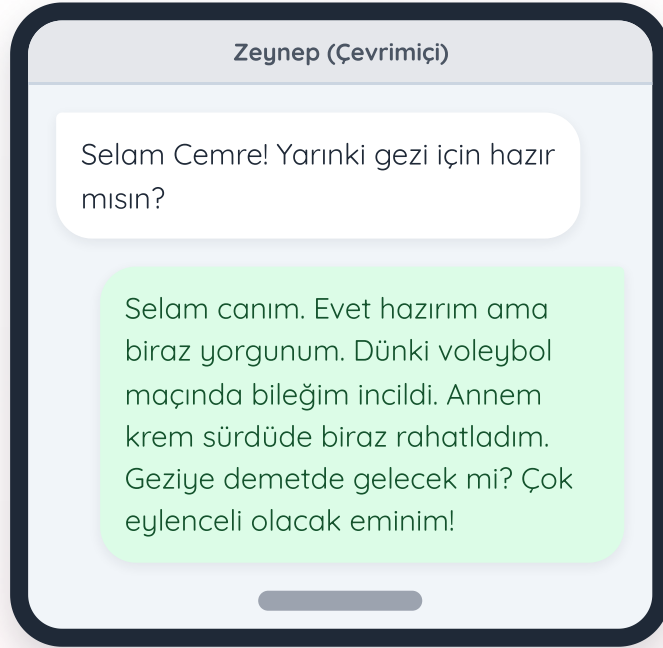 Zeynep (Çevrimiçi)
Selam Cemre! Yarınki gezi için hazır
mısın?
Selam canım. Evet hazırım ama
biraz yorgunum. Dünki voleybol
maçında bileğim incildi. Annem
krem sürdüde biraz rahatladım.
Geziye demetde gelecek mi? Çok
eylenceli olacak eminim!